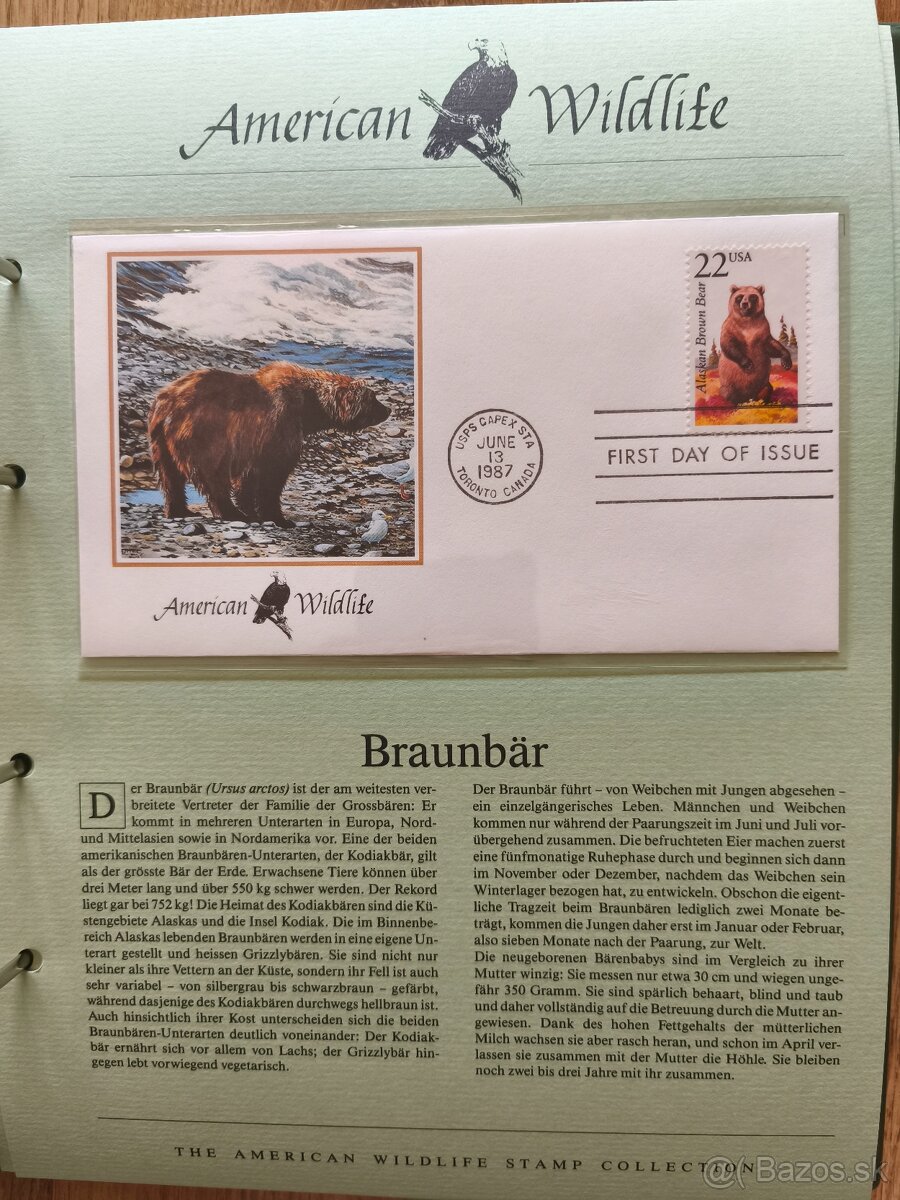 American Wildlife
22 USA
Alaskan Brown Bear
USPS CAPEX STA
JUNE
13
1987
TORONTO CANADA
FIRST DAY OF ISSUE
American Wildlife
Braunbär
Der Braunbär (Ursus arctos) ist der am weitesten ver-
breitete Vertreter der Familie der Grossbären: Er
kommt in mehreren Unterarten in Europa, Nord-
und Mittelasien sowie in Nordamerika vor. Eine der beiden
amerikanischen Braunbären-Unterarten, der Kodiakbär, gilt
als der grösste Bär der Erde. Erwachsene Tiere können über
drei Meter lang und über 550 kg schwer werden. Der Rekord
liegt gar bei 752 kg! Die Heimat des Kodiakbären sind die Kü-
stengebiete Alaskas und die Insel Kodiak. Die im Binnenbe-
reich Alaskas lebenden Braunbären werden in eine eigene Un-
terart gestellt und heissen Grizzlybären. Sie sind nicht nur
kleiner als ihre Vettern an der Küste, sondern ihr Fell ist auch
sehr variabel – von silbergrau bis schwarzbraun – gefärbt,
während dasjenige des Kodiakbären durchwegs hellbraun ist.
Auch hinsichtlich ihrer Kost unterscheiden sich die beiden
Braunbären-Unterarten deutlich voneinander: Der Kodiak-
bär ernährt sich vor allem von Lachs; der Grizzlybär hin-
gegen lebt vorwiegend vegetarisch.
Der Braunbär führt – von Weibchen mit Jungen abgesehen –
ein einzelgängerisches Leben. Männchen und Weibchen
kommen nur während der Paarungszeit im Juni und Juli vor-
übergehend zusammen. Die befruchteten Eier machen zuerst
eine fünfmonatige Ruhephase durch und beginnen sich dann
im November oder Dezember, nachdem das Weibchen sein
Winterlager bezogen hat, zu entwickeln. Obschon die eigent-
liche Tragzeit beim Braunbären lediglich zwei Monate be-
trägt, kommen die Jungen daher erst im Januar oder Februar,
also sieben Monate nach der Paarung, zur Welt.
Die neugeborenen Bärenbabys sind im Vergleich zu ihrer
Mutter winzig: Sie messen nur etwa 30 cm und wiegen unge-
fähr 350 Gramm. Sie sind spärlich behaart, blind und taub
und daher vollständig auf die Betreuung durch die Mutter an-
gewiesen. Dank des hohen Fettgehalts der mütterlichen
Milch wachsen sie aber rasch heran, und schon im April ver-
lassen sie zusammen mit der Mutter die Höhle. Sie bleiben
noch zwei bis drei Jahre mit ihr zusammen.
THE AMERICAN WILDLIFE STAMP COLLECTION
Bazos.sk